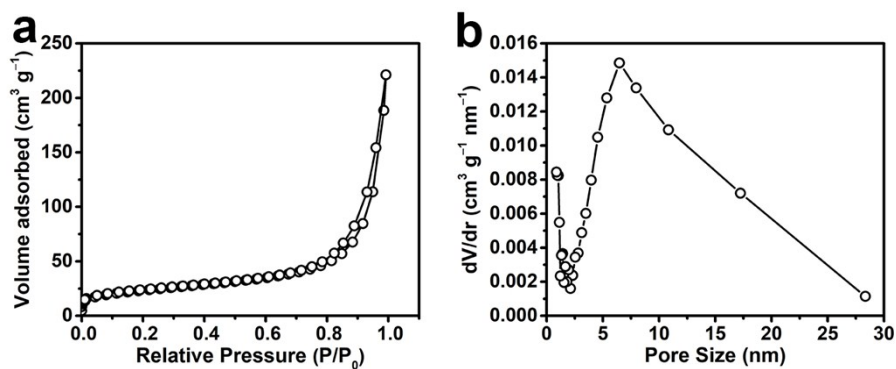 a
250
200
150
100
50
0
Volume adsorbed (cm³ g⁻¹)
0.0 0.2 0.4 0.6 0.8 1.0
Relative Pressure (P/P₀)
b
0.016
0.014
0.012
0.010
0.008
0.006
0.004
0.002
0.000
dV/dr (cm³ g⁻¹ nm⁻¹)
0 5 10 15 20 25 30
Pore Size (nm)